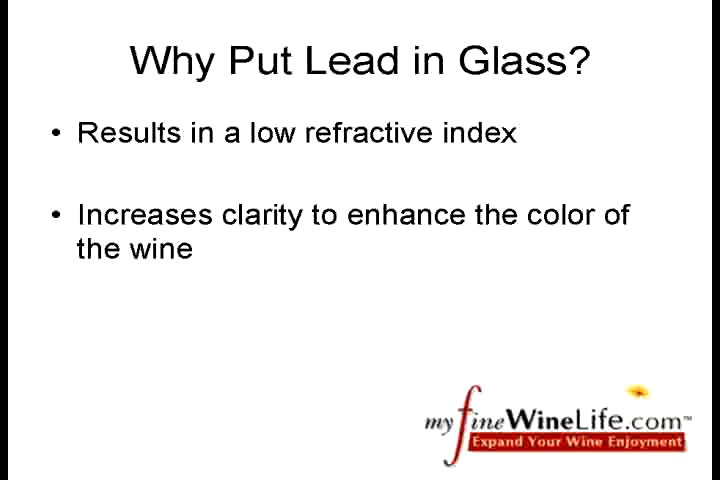 Why Put Lead in Glass?
• Results in a low refractive index
• Increases clarity to enhance the color of
the wine
my fineWineLife.com™
Expand Your Wine Enjoyment